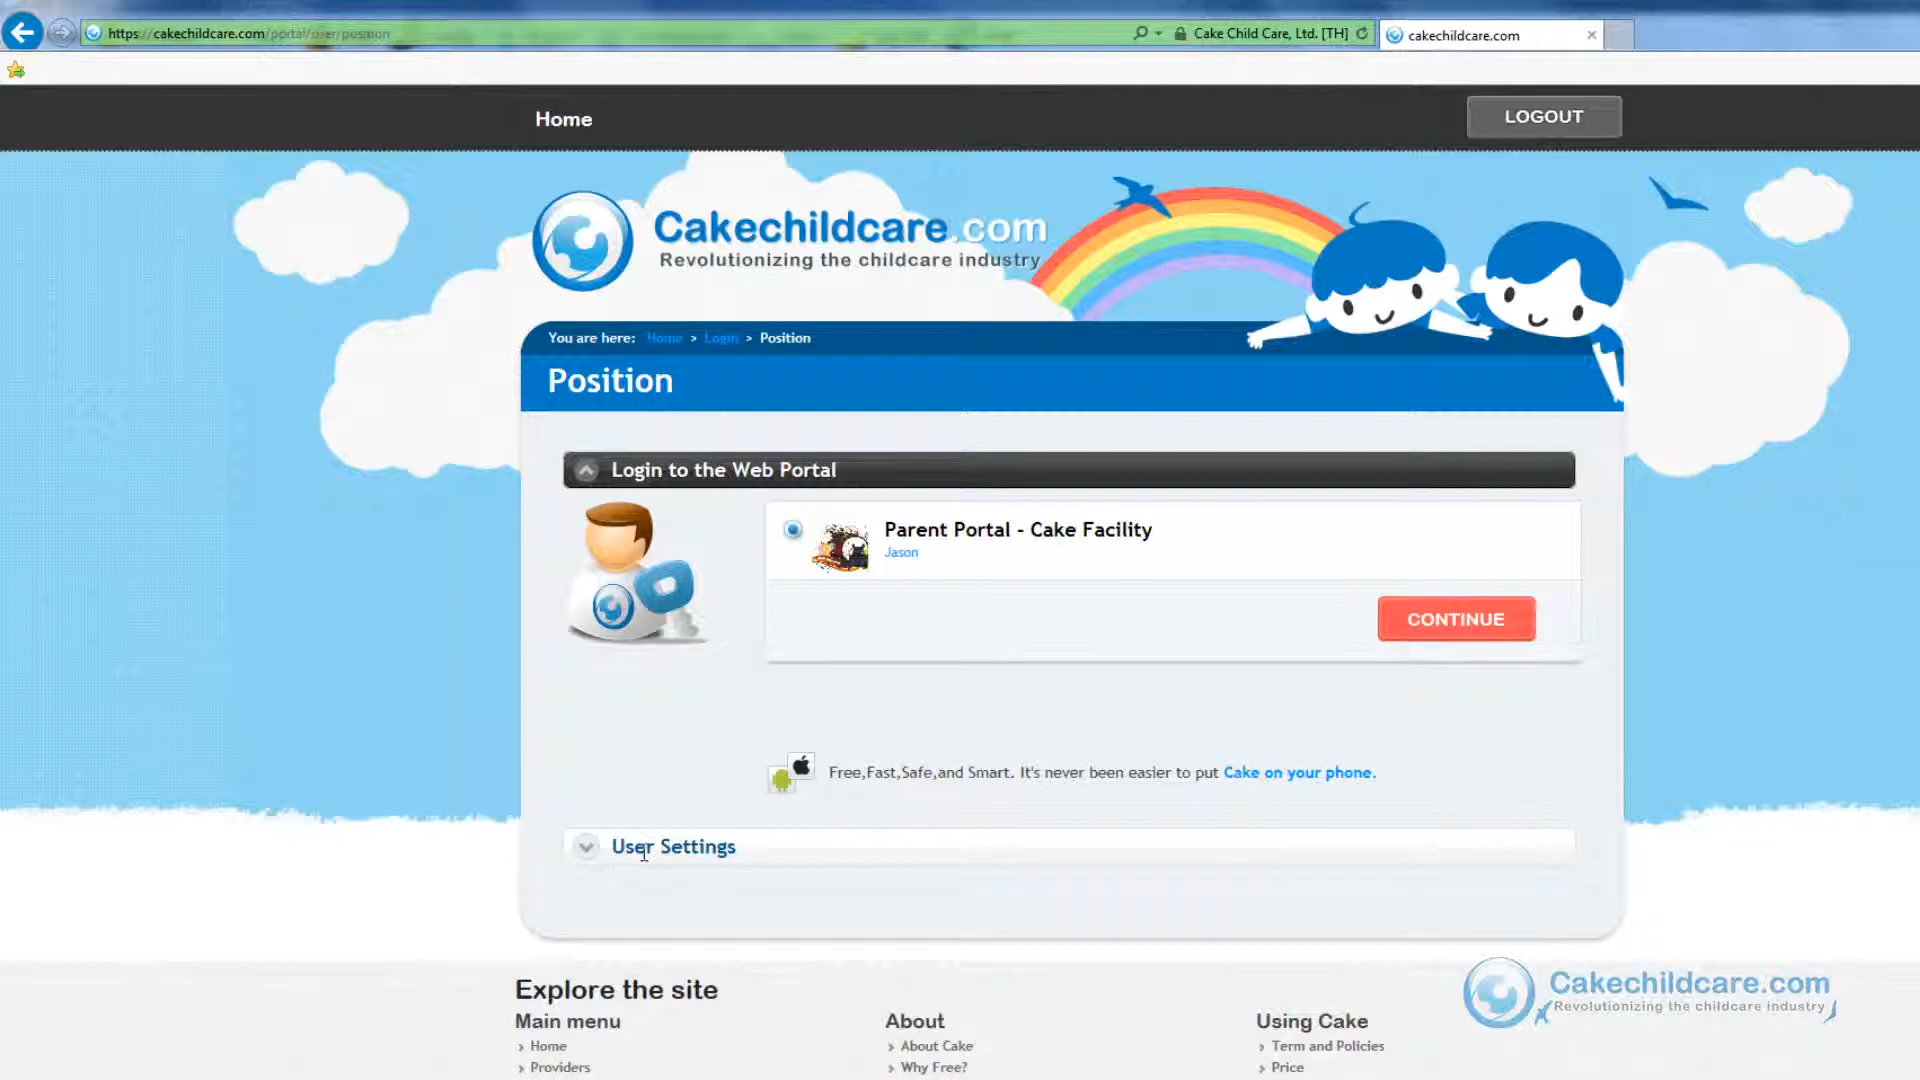 https://cakechildcare.com/portal/user/position
Cake Child Care, Ltd. [TH]
cakechildcare.com
Home
LOGOUT
Cakechildcare.com
Revolutionizing the childcare industry
You are here: Home > Login > Position
Position
Login to the Web Portal
Parent Portal - Cake Facility
Jason
CONTINUE
Free,Fast,Safe,and Smart. It's never been easier to put Cake on your phone.
User Settings
Explore the site
Cakechildcare.com
Revolutionizing the childcare industry
Main menu
About
Using Cake
› Home
› About Cake
› Term and Policies
› Providers
› Why Free?
› Price